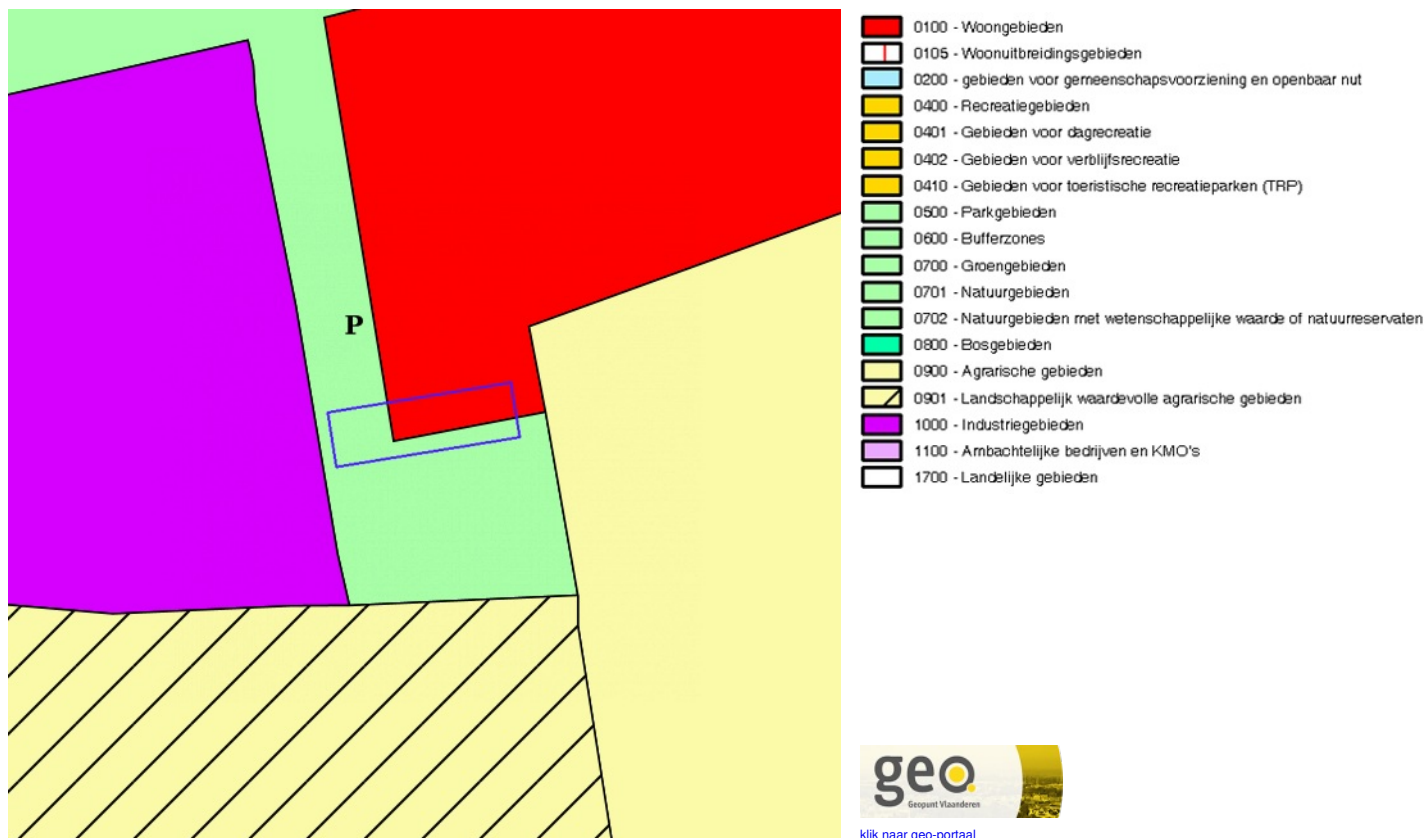 P
0100 - Woongebieden
0105 - Woonuitbreidingsgebieden
0200 - gebieden voor gemeenschapsvoorziening en openbaar nut
0400 - Recreatiegebieden
0401 - Gebieden voor dagrecreatie
0402 - Gebieden voor verblijfsrecreatie
0410 - Gebieden voor toeristische recreatieparken (TRP)
0500 - Parkgebieden
0600 - Bufferzones
0700 - Groengebieden
0701 - Natuurgebieden
0702 - Natuurgebieden met wetenschappelijke waarde of natuurreservaten
0800 - Bosgebieden
0900 - Agrarische gebieden
0901 - Landschappelijk waardevolle agrarische gebieden
1000 - Industriegebieden
1100 - Ambachtelijke bedrijven en KMO's
1700 - Landelijke gebieden
geo.
Geopunt Vlaanderen
klik naar geo-portaal